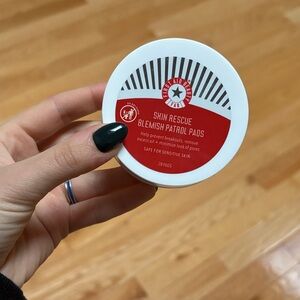 FIRST AID BEAUTY
SKIN RESCUE
BLEMISH PATROL PADS
Help prevent breakouts, remove
excess oil + minimize look of pores
SAFE FOR SENSITIVE SKIN